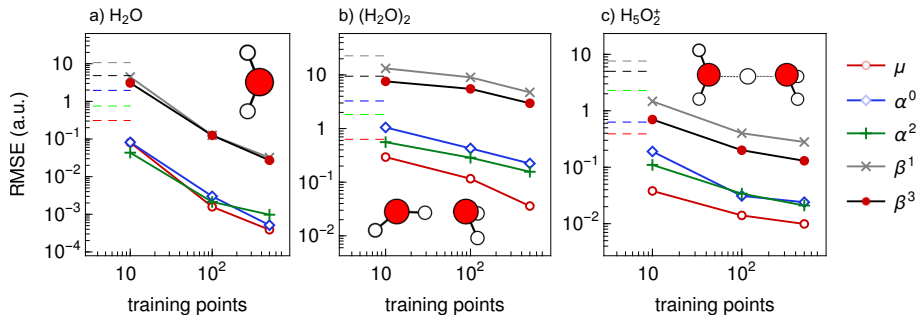 a) H₂O
b) (H₂O)₂
c) H₅O₂⁺
RMSE (a.u.)
10
1
10⁻¹
10⁻²
10⁻³
10⁻⁴
10
10²
training points
10
1
10⁻¹
10⁻²
10
10²
training points
10
1
10⁻¹
10⁻²
10
10²
training points
μ
α⁰
α²
β¹
β³